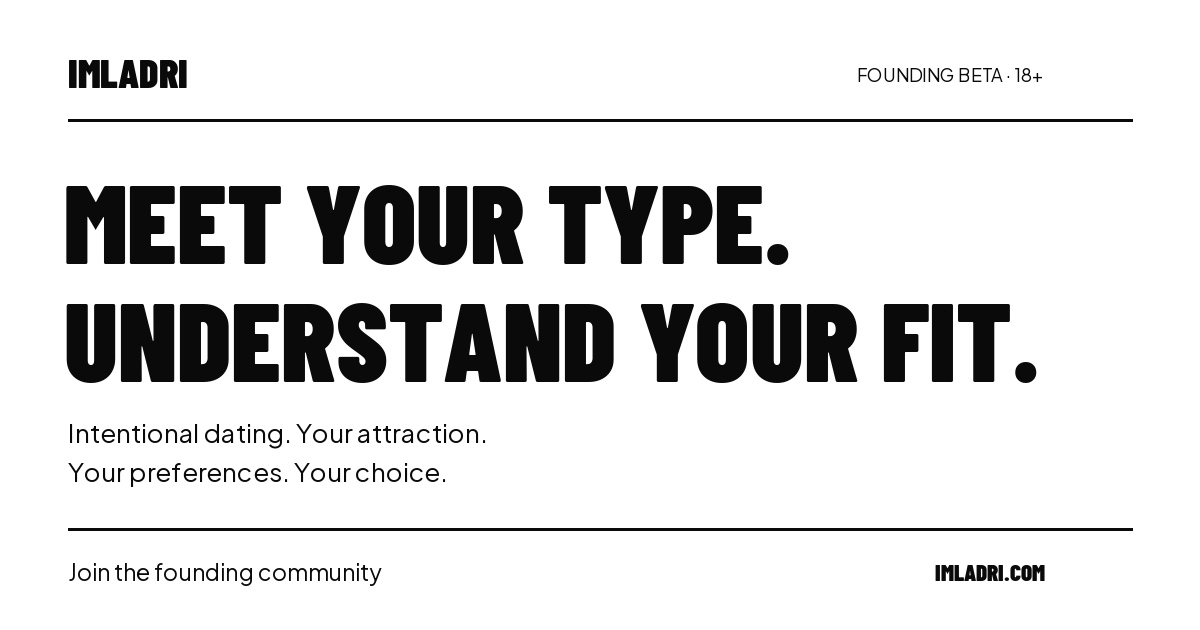 IMLADRI
FOUNDING BETA · 18+
MEET YOUR TYPE.
UNDERSTAND YOUR FIT.
Intentional dating. Your attraction.
Your preferences. Your choice.
Join the founding community
IMLADRI.COM